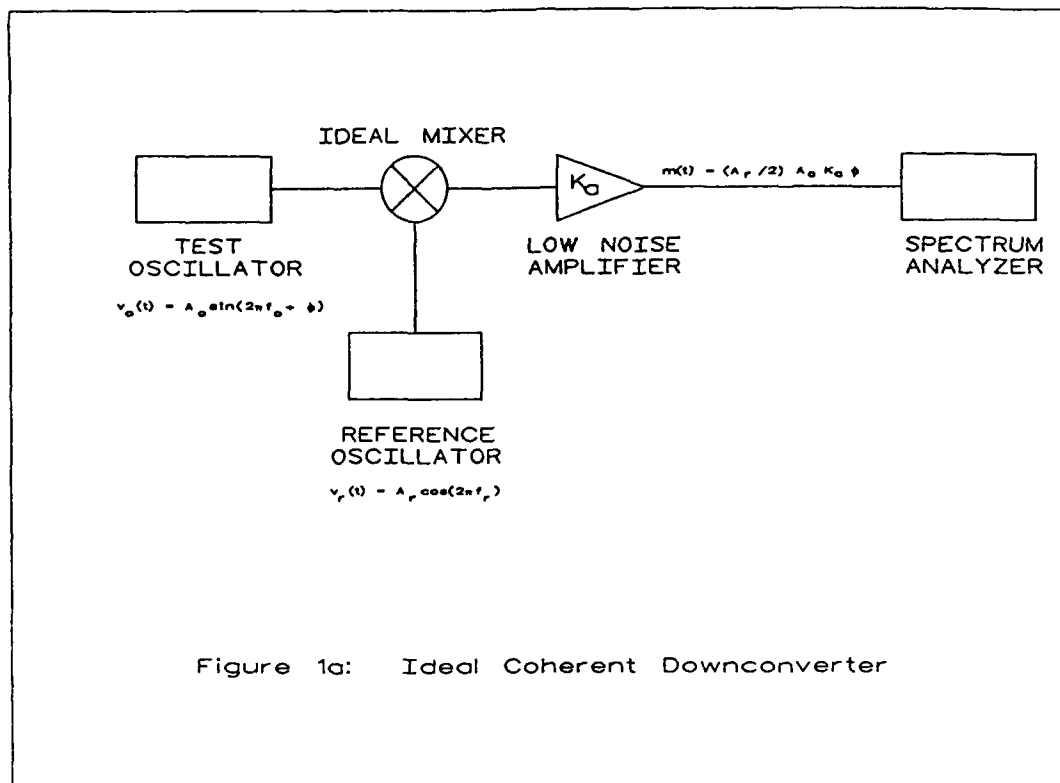 IDEAL MIXER
K_a
m(t) = (A_r/2) A_o K_a ϕ
TEST
OSCILLATOR
v_o(t) = A_o sin(2πf_o + ϕ)
LOW NOISE
AMPLIFIER
SPECTRUM
ANALYZER
REFERENCE
OSCILLATOR
v_r(t) = A_r cos(2πf_r)
Figure 1a: Ideal Coherent Downconverter